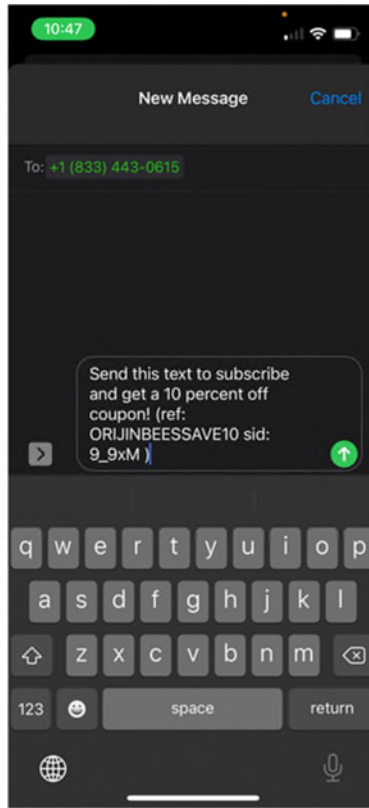 10:47
New Message
Cancel
To: +1 (833) 443-0615
Send this text to subscribe
and get a 10 percent off
coupon! (ref:
ORIJINBEESSAVE10 sid:
9_9xM )
q w e r t y u i o p
a s d f g h j k l
z x c v b n m
123 space return